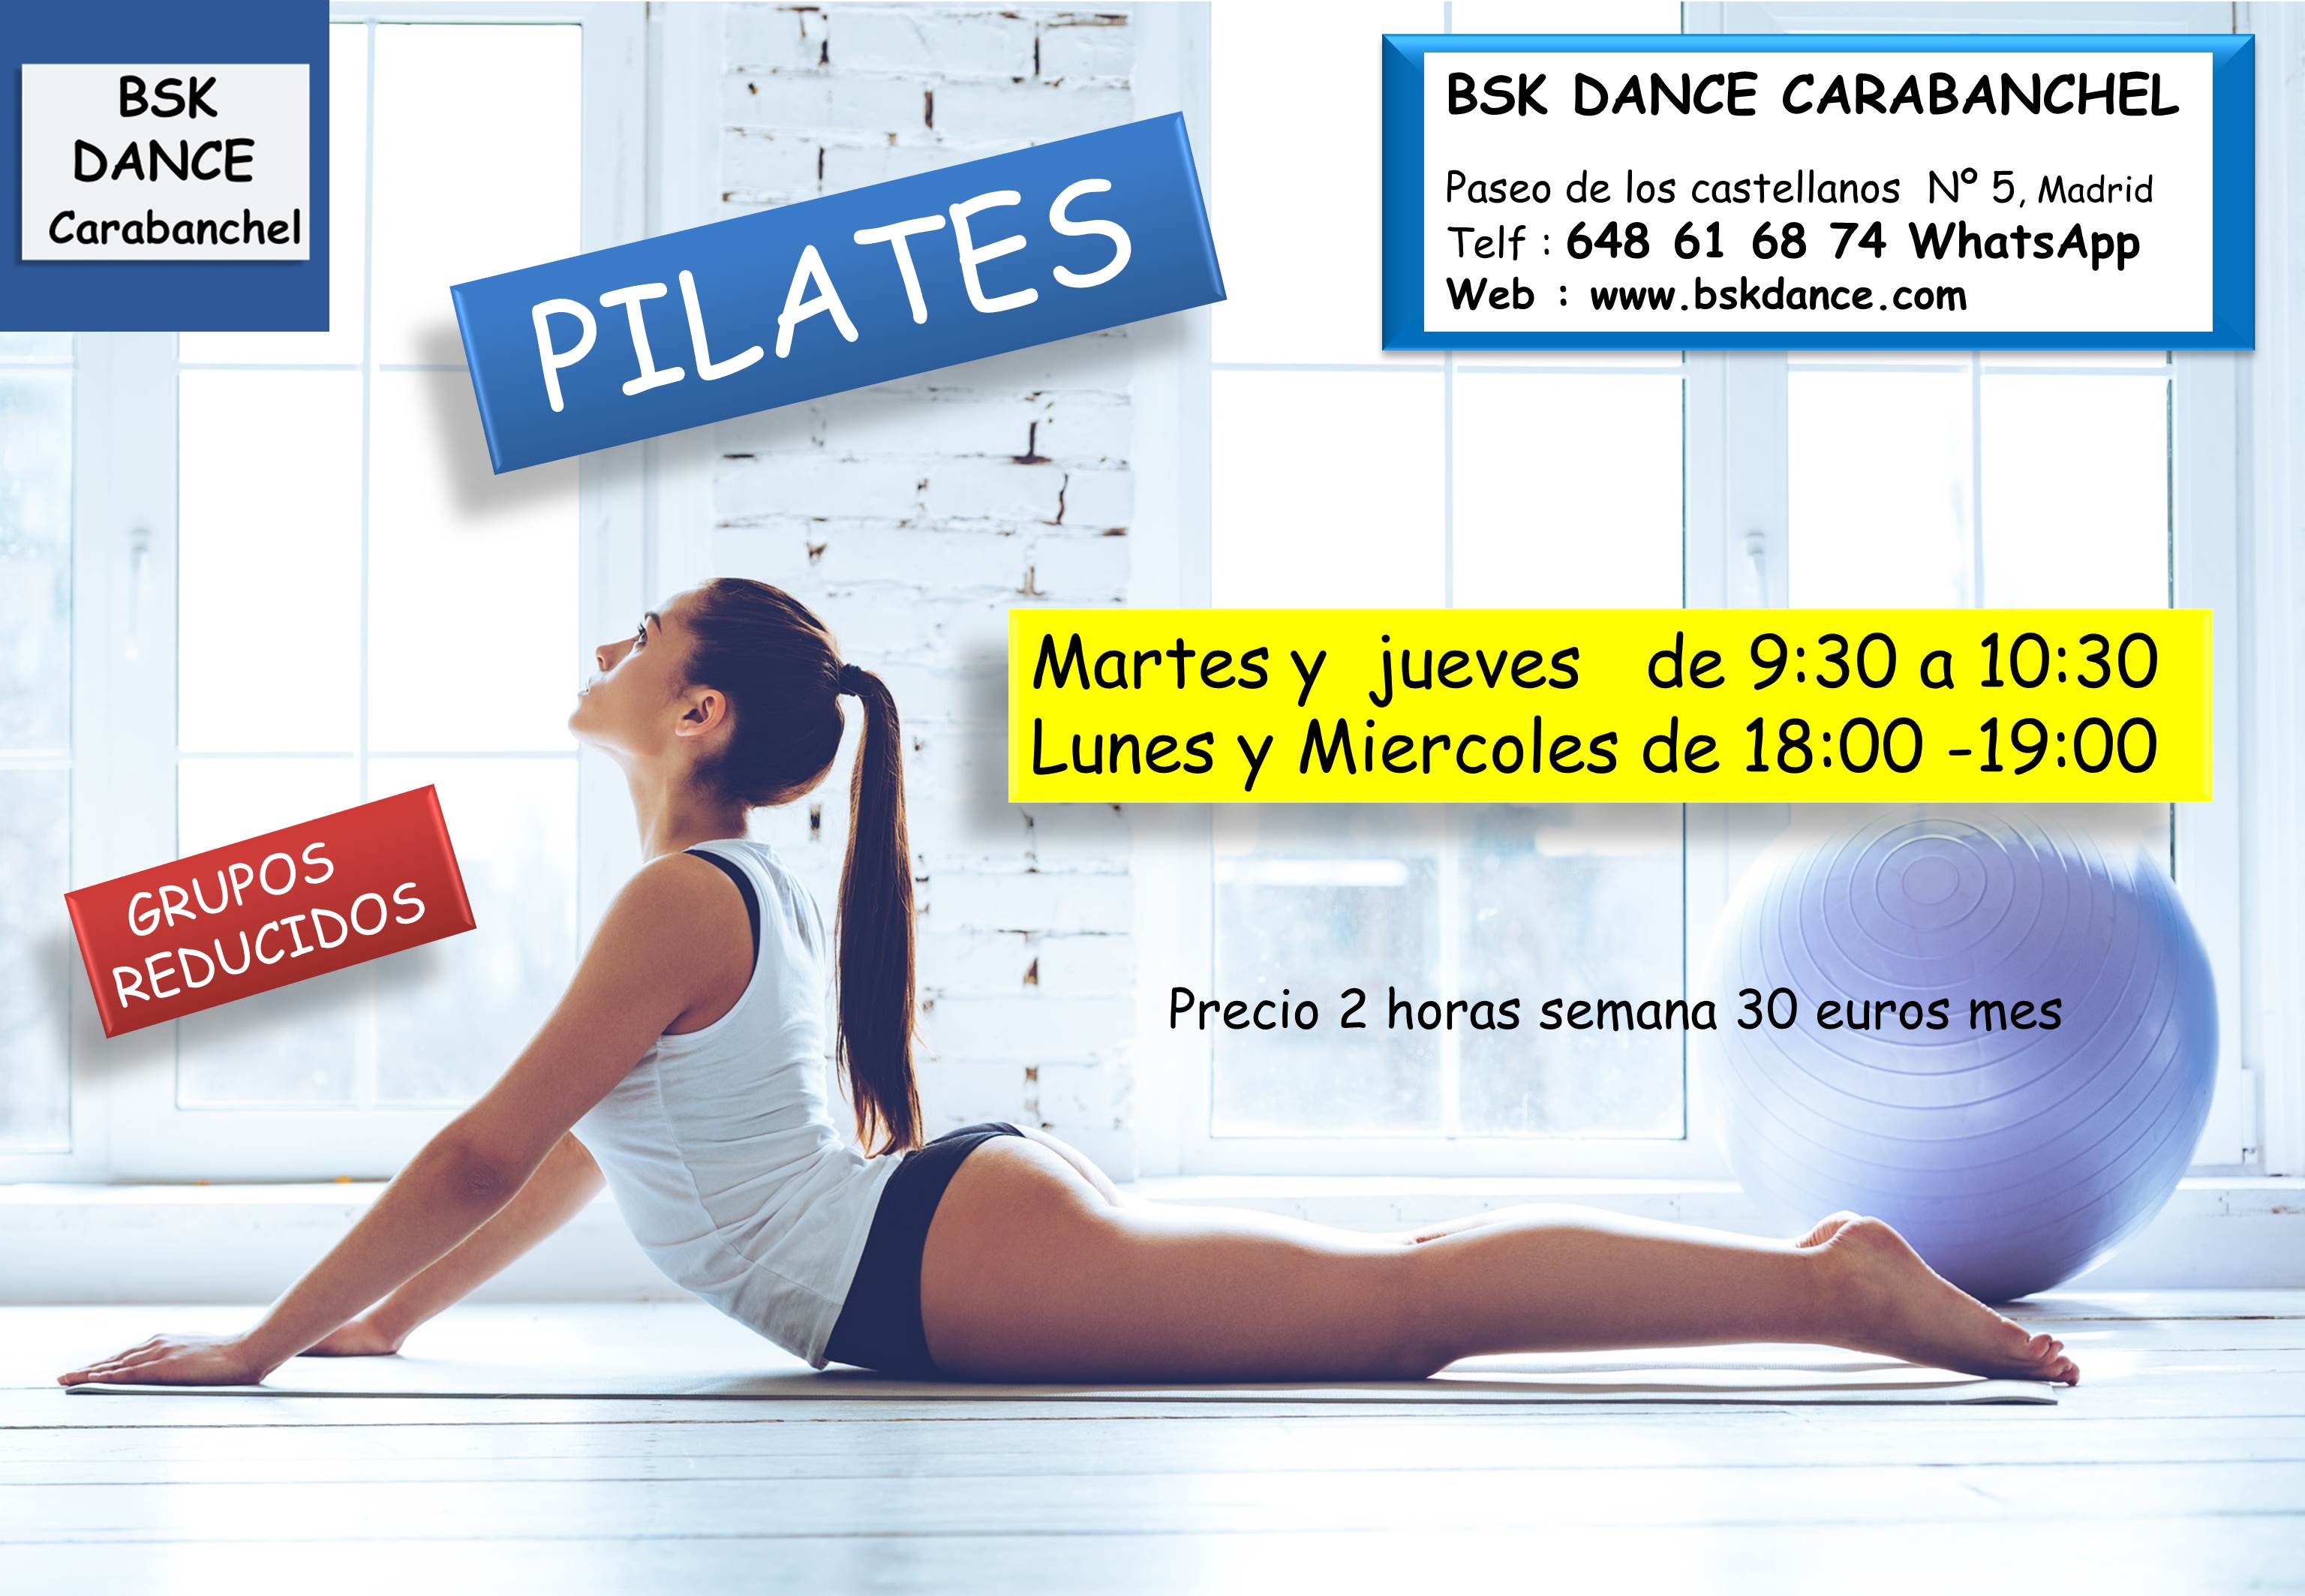 BSK
DANCE
Carabanchel
BSK DANCE CARABANCHEL
Paseo de los castellanos Nº 5, Madrid
Telf : 648 61 68 74 WhatsApp
Web : www.bskdance.com
PILATES
Martes y jueves de 9:30 a 10:30
Lunes y Miercoles de 18:00 -19:00
GRUPOS
REDUCIDOS
Precio 2 horas semana 30 euros mes